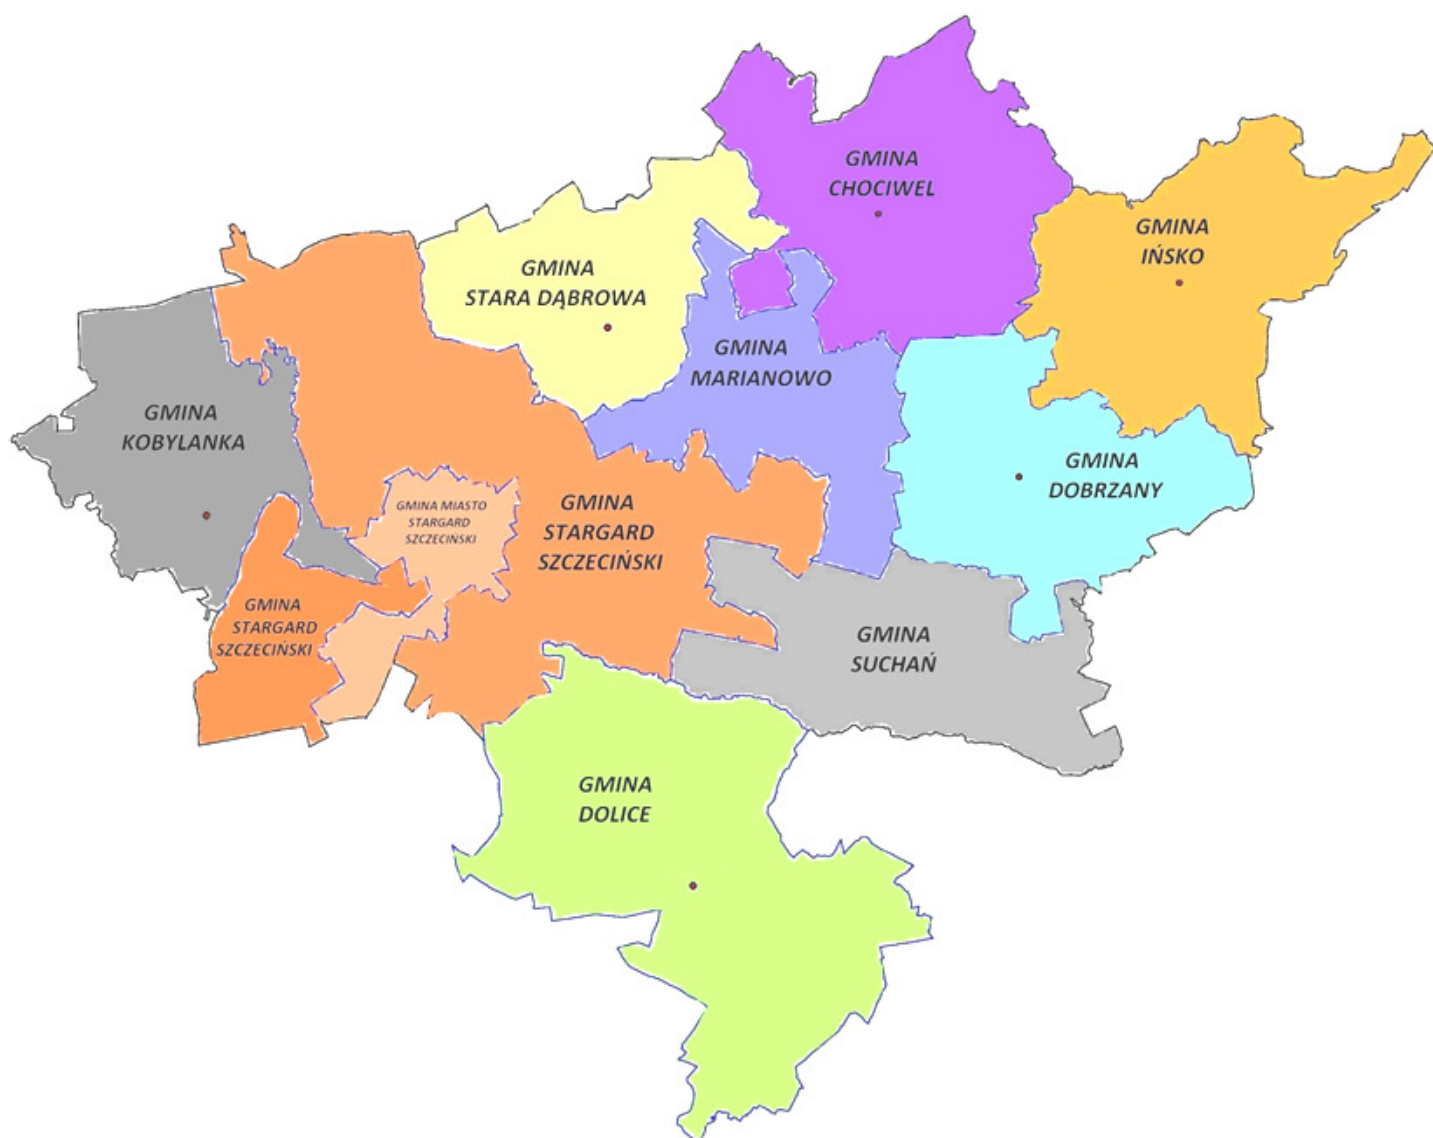 GMINA
CHOCIWEL
GMINA
IŃSKO
GMINA
STARA DĄBROWA
GMINA
MARIANOWO
GMINA
KOBYLANKA
GMINA
DOBRZANY
GMINA MIASTO
STARGARD
SZCZECIŃSKI
GMINA
STARGARD
SZCZECIŃSKI
GMINA
STARGARD
SZCZECIŃSKI
GMINA
SUCHAŃ
GMINA
DOLICE